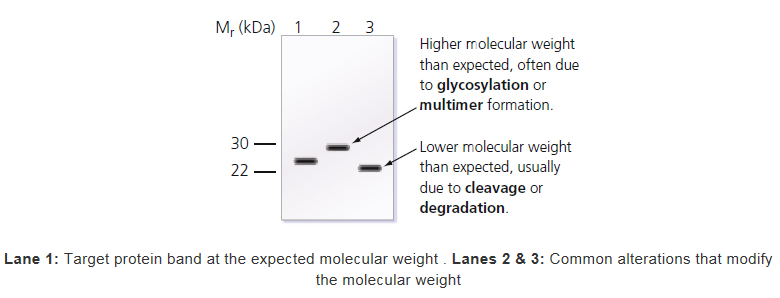 Mr (kDa) 1 2 3
Higher molecular weight
than expected, often due
to glycosylation or
multimer formation.
30
Lower molecular weight
than expected, usually
due to cleavage or
degradation.
22
Lane 1: Target protein band at the expected molecular weight . Lanes 2 & 3: Common alterations that modify
the molecular weight